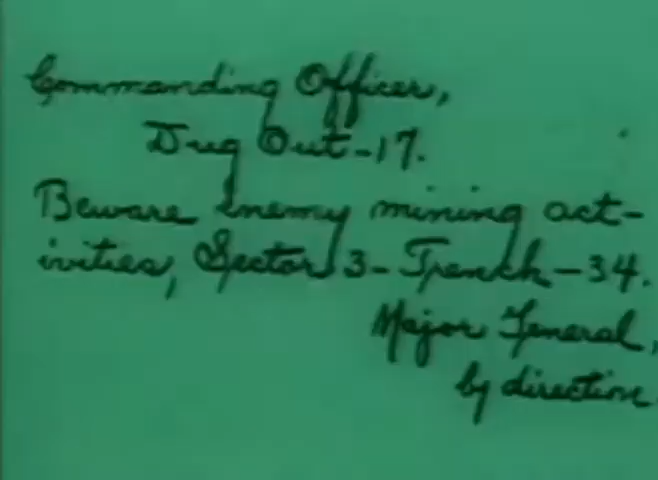 Commanding Officer,
Dug Out-17.
Beware enemy mining act-
ivities, Sector 3-Trench-34.
Major General,
by direction